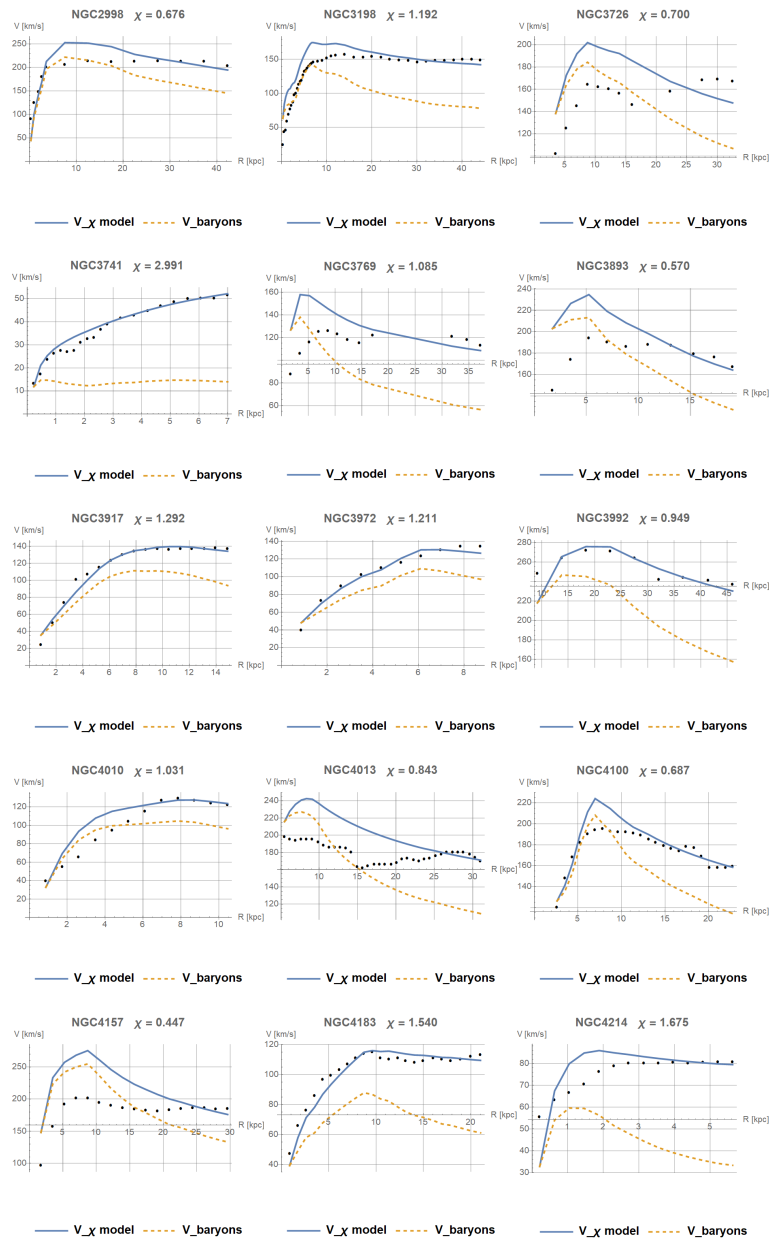 NGC2998 χ = 0.676
NGC3198 χ = 1.192
NGC3726 χ = 0.700
V [km/s]
V [km/s]
V [km/s]
250
200
150
100
50
10 20 30 40
R [kpc]
150
100
50
10 20 30 40
R [kpc]
200
180
160
140
120
5 10 15 20 25 30
R [kpc]
V_χ model V_baryons
V_χ model V_baryons
V_χ model V_baryons
NGC3741 χ = 2.991
NGC3769 χ = 1.085
NGC3893 χ = 0.570
V [km/s]
V [km/s]
V [km/s]
50
40
30
20
10
1 2 3 4 5 6 7
R [kpc]
160
140
120
80
60
5 10 15 20 25 30 35
R [kpc]
240
220
200
180
160
5 10 15
R [kpc]
V_χ model V_baryons
V_χ model V_baryons
V_χ model V_baryons
NGC3917 χ = 1.292
NGC3972 χ = 1.211
NGC3992 χ = 0.949
V [km/s]
V [km/s]
V [km/s]
140
120
100
80
60
40
20
2 4 6 8 10 12 14
R [kpc]
140
120
100
80
60
40
20
2 4 6 8
R [kpc]
280
260
220
200
180
160
10 15 20 25 30 35 40 45
R [kpc]
V_χ model V_baryons
V_χ model V_baryons
V_χ model V_baryons
NGC4010 χ = 1.031
NGC4013 χ = 0.843
NGC4100 χ = 0.687
V [km/s]
V [km/s]
V [km/s]
120
100
80
60
40
20
2 4 6 8 10
R [kpc]
240
220
200
180
160
140
120
10 15 20 25 30
R [kpc]
220
200
180
160
140
120
5 10 15 20
R [kpc]
V_χ model V_baryons
V_χ model V_baryons
V_χ model V_baryons
NGC4157 χ = 0.447
NGC4183 χ = 1.540
NGC4214 χ = 1.675
V [km/s]
V [km/s]
V [km/s]
250
200
150
100
5 10 15 20 25 30
R [kpc]
120
100
80
60
40
5 10 15 20
R [kpc]
80
70
60
50
40
30
1 2 3 4 5
R [kpc]
V_χ model V_baryons
V_χ model V_baryons
V_χ model V_baryons